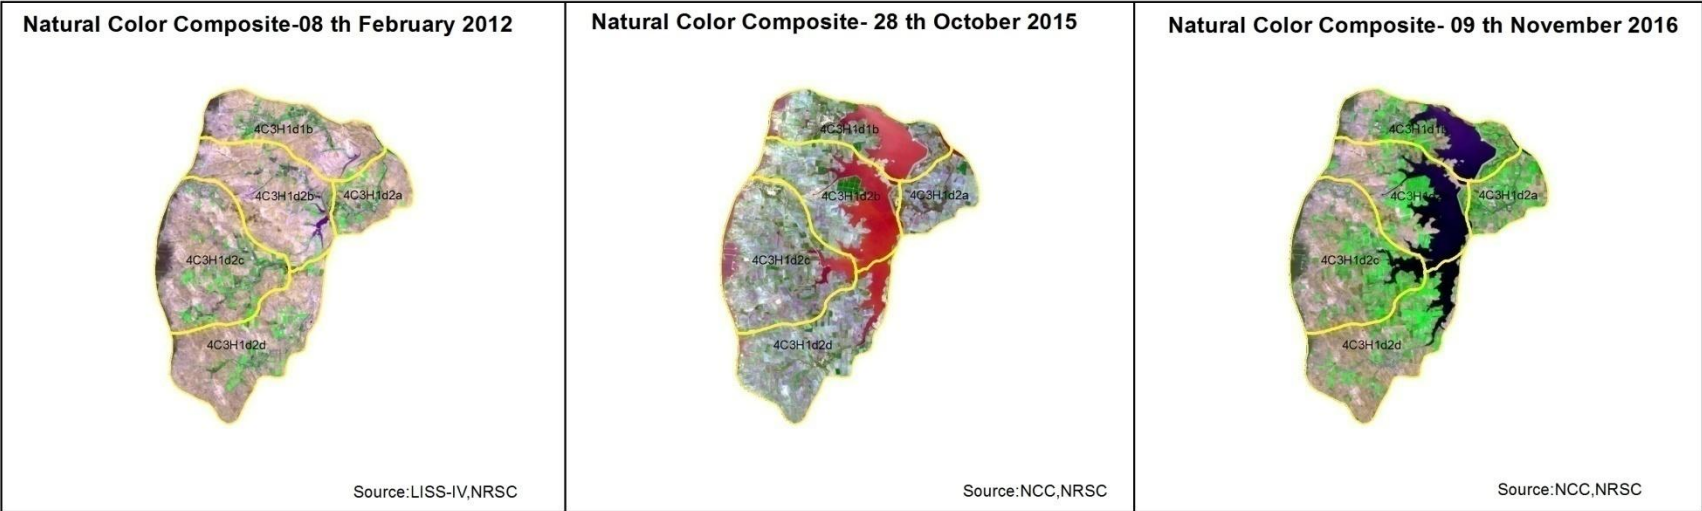 Natural Color Composite-08 th February 2012
4C3H1d1b
4C3H1d2b
4C3H1d2a
4C3H1d2c
4C3H1d2d
Source:LISS-IV,NRSC
Natural Color Composite- 28 th October 2015
4C3H1d1b
4C3H1d2b
4C3H1d2a
4C3H1d2c
4C3H1d2d
Source:NCC,NRSC
Natural Color Composite- 09 th November 2016
4C3H1d2a
4C3H1d2c
4C3H1d2d
Source:NCC,NRSC